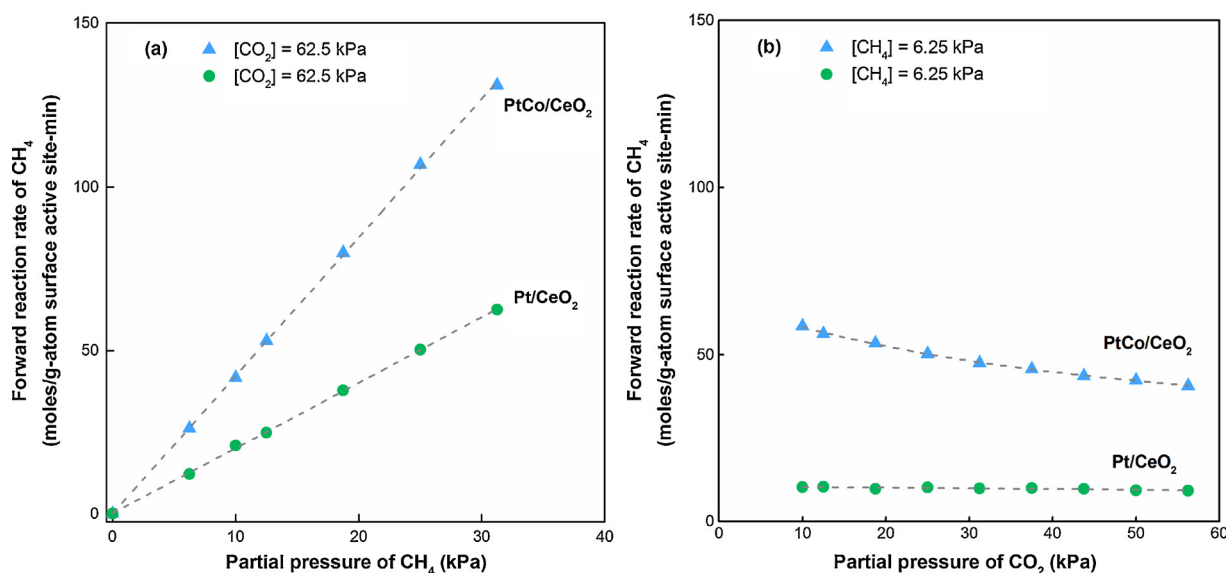 (a)
[CO₂] = 62.5 kPa
[CO₂] = 62.5 kPa
PtCo/CeO₂
Pt/CeO₂
150
100
50
0
0
10
20
30
40
Partial pressure of CH₄ (kPa)
Forward reaction rate of CH₄
(moles/g-atom surface active site-min)
(b)
[CH₄] = 6.25 kPa
[CH₄] = 6.25 kPa
PtCo/CeO₂
Pt/CeO₂
150
100
50
0
0
10
20
30
40
50
60
Partial pressure of CO₂ (kPa)
Forward reaction rate of CH₄
(moles/g-atom surface active site-min)